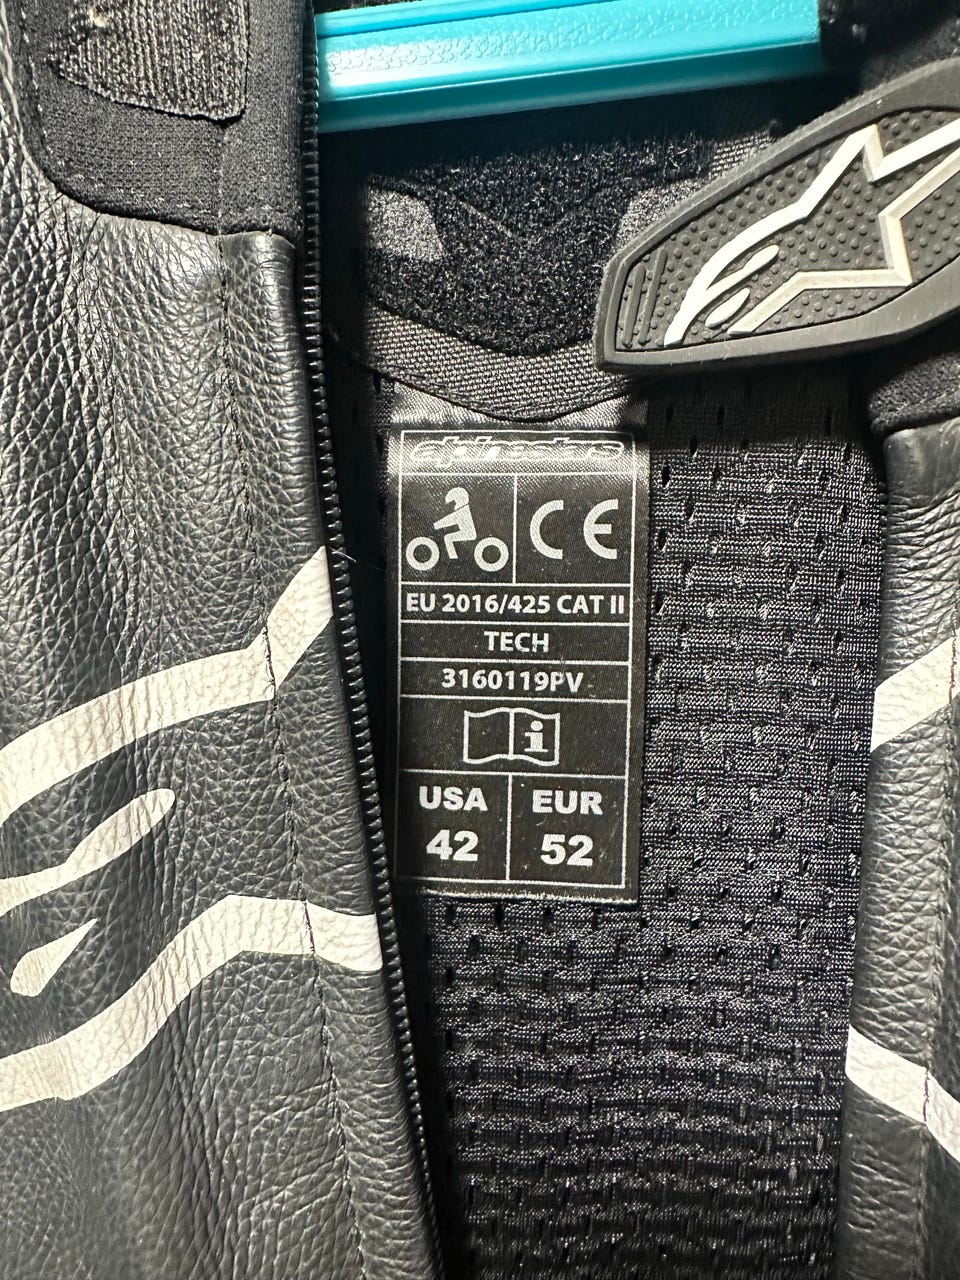 alpinestars
CE
EU 2016/425 CAT II
TECH
3160119PV
i
USA EUR
42 52